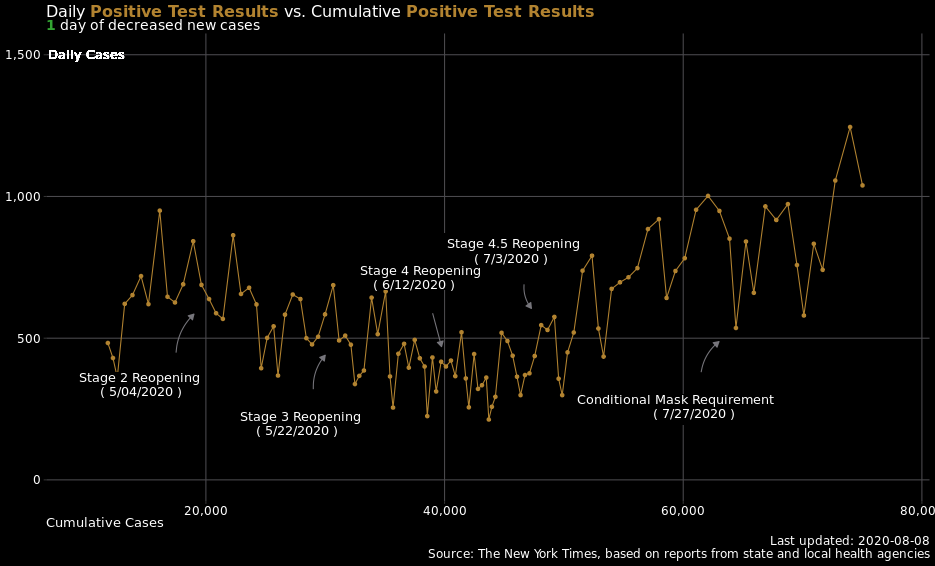 Daily Positive Test Results vs. Cumulative Positive Test Results
1 day of decreased new cases
1,500
Daily Cases
1,000
Stage 4.5 Reopening
( 7/3/2020 )
Stage 4 Reopening
( 6/12/2020 )
500
Stage 2 Reopening
( 5/04/2020 )
Conditional Mask Requirement
( 7/27/2020 )
Stage 3 Reopening
( 5/22/2020 )
0
20,000
40,000
60,000
80,00
Cumulative Cases
Last updated: 2020-08-08
Source: The New York Times, based on reports from state and local health agencies